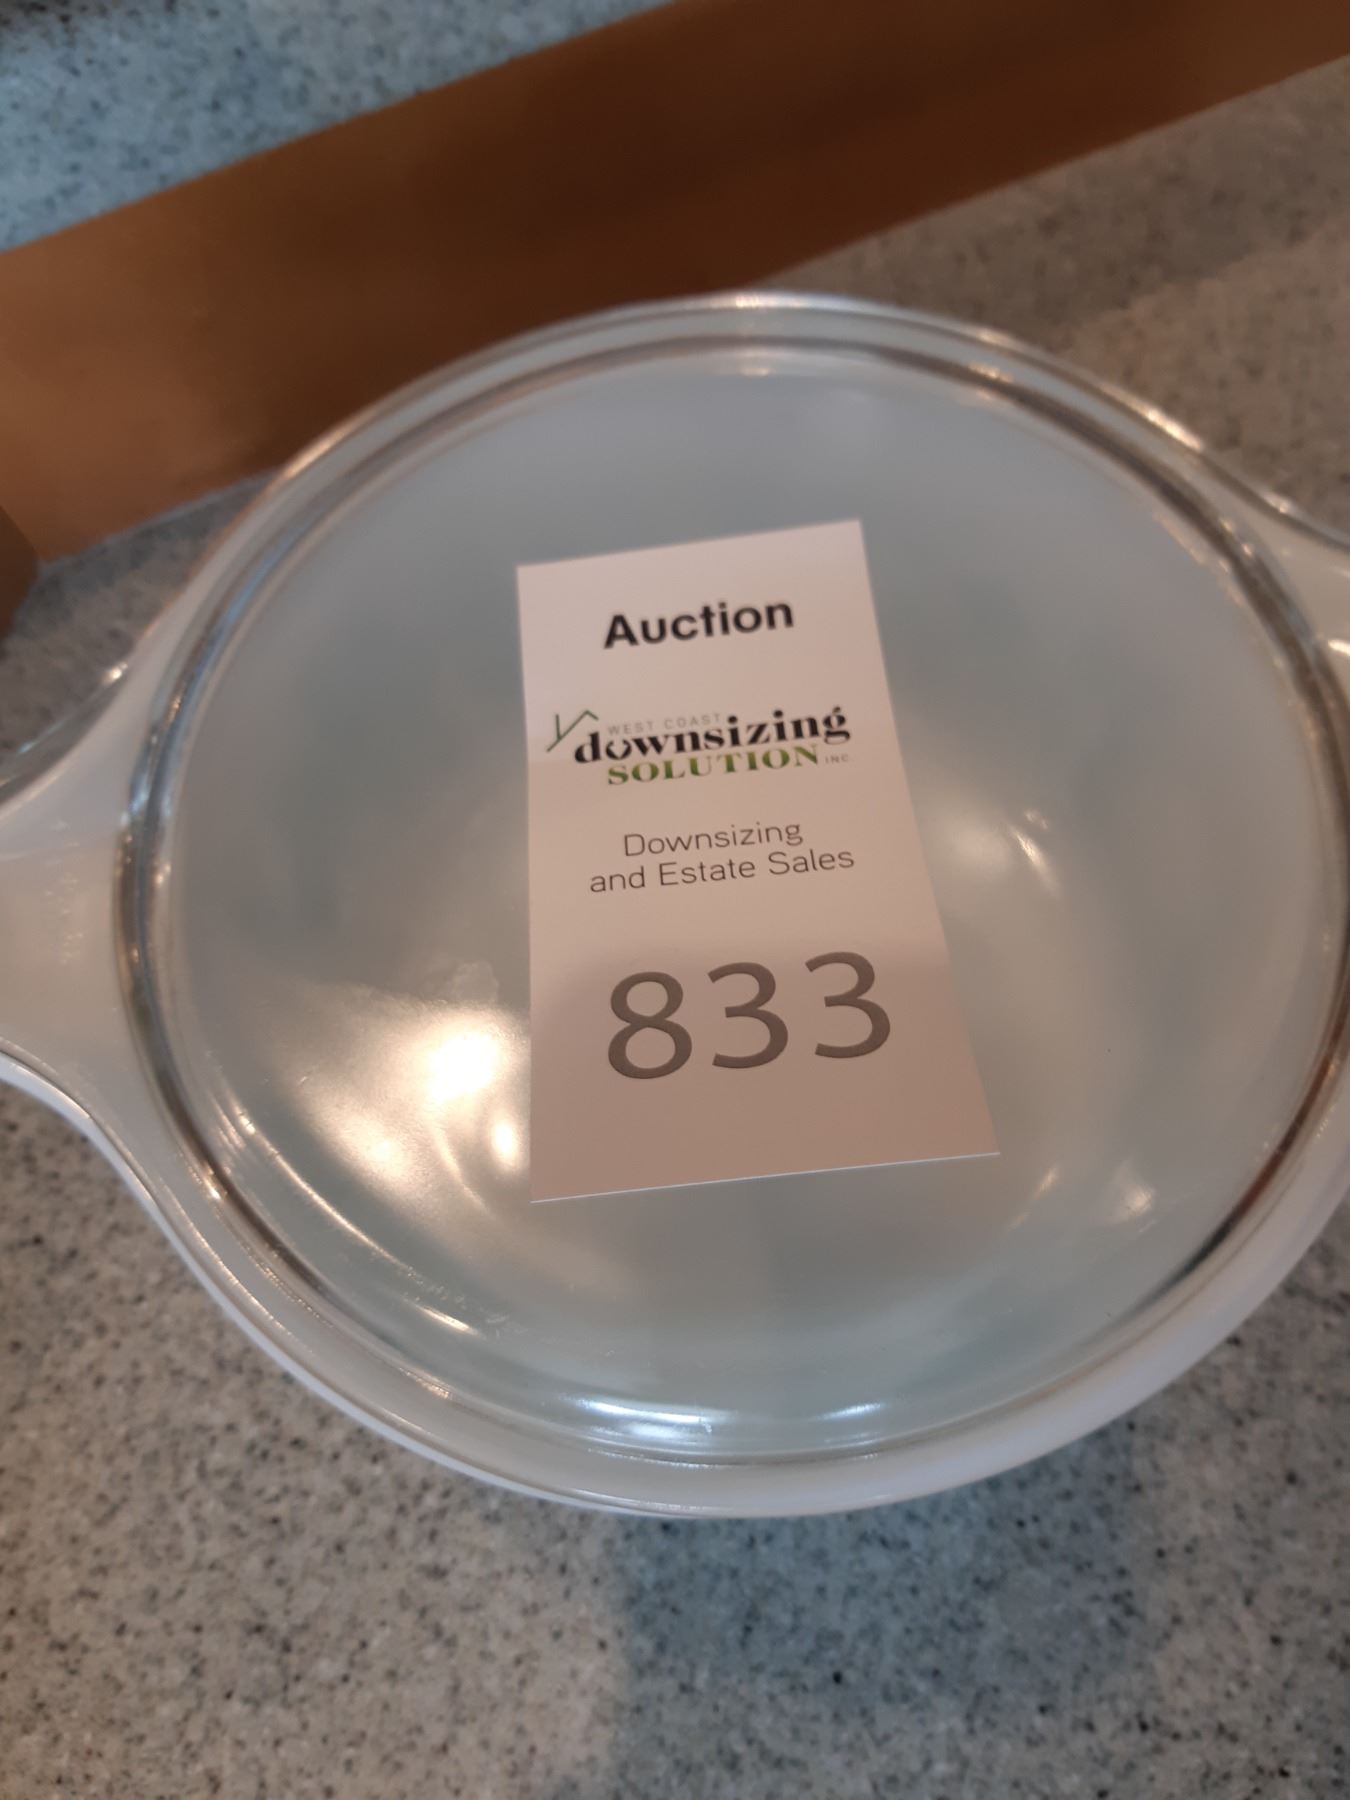 Auction
WEST COAST
downsizing
SOLUTION INC.
Downsizing
and Estate Sales
833